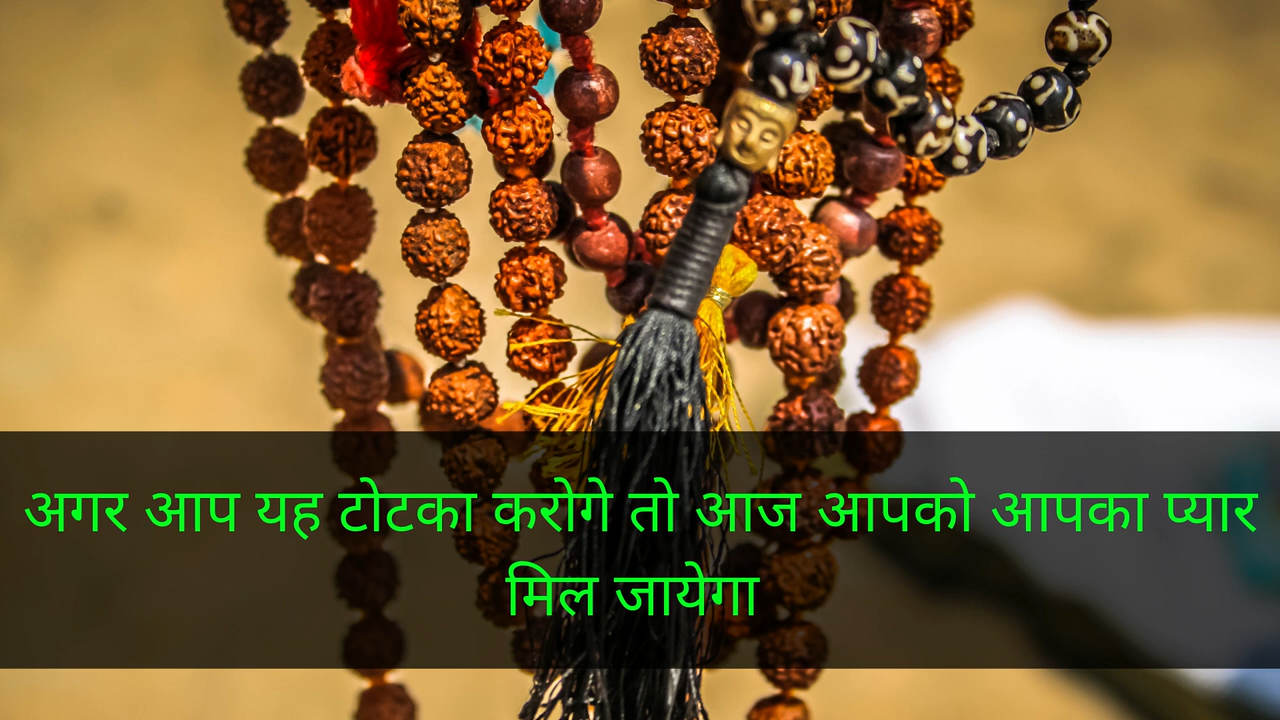 अगर आप यह टोटका करोगे तो आज आपको आपका प्यार
मिल जायेगा